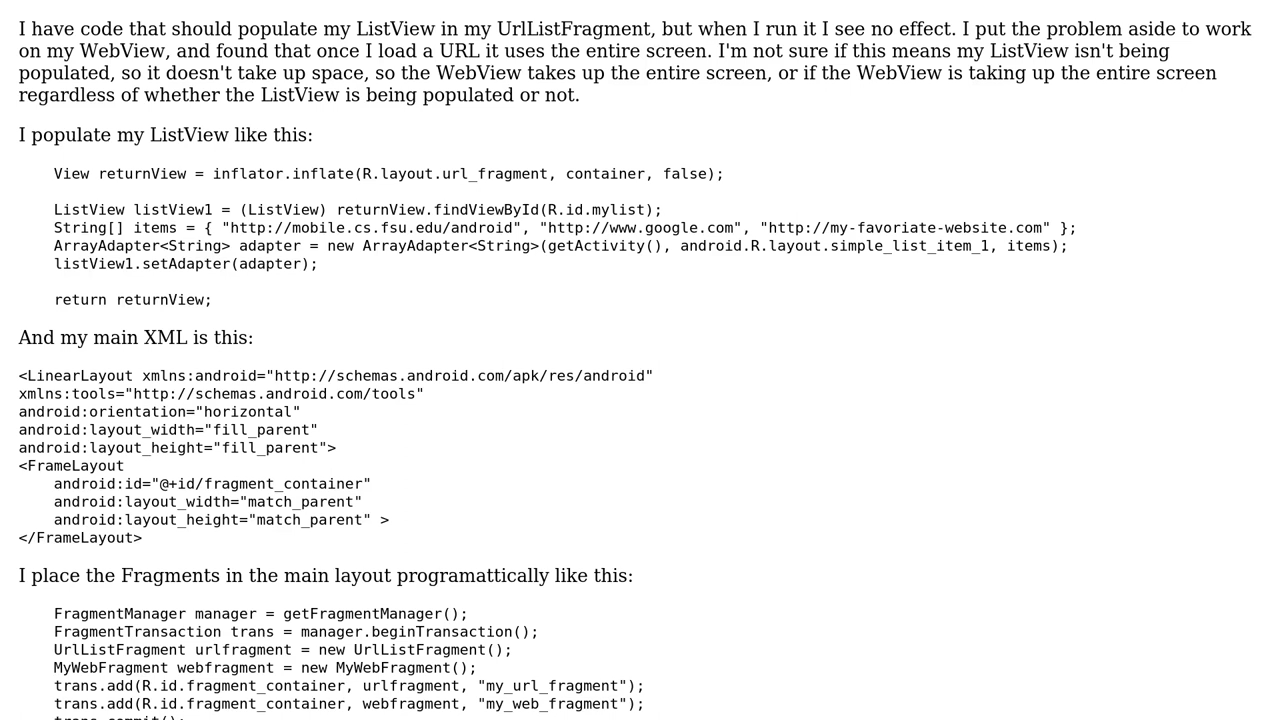 I have code that should populate my ListView in my UrlListFragment, but when I run it I see no effect. I put the problem aside to work
on my WebView, and found that once I load a URL it uses the entire screen. I'm not sure if this means my ListView isn't being
populated, so it doesn't take up space, so the WebView takes up the entire screen, or if the WebView is taking up the entire screen
regardless of whether the ListView is being populated or not.
I populate my ListView like this:
View returnView = inflator.inflate(R.layout.url_fragment, container, false);
ListView listView1 = (ListView) returnView.findViewById(R.id.mylist);
String[] items = { "http://mobile.cs.fsu.edu/android", "http://www.google.com", "http://my-favoriate-website.com" };
ArrayAdapter<String> adapter = new ArrayAdapter<String>(getActivity(), android.R.layout.simple_list_item_1, items);
listView1.setAdapter(adapter);
return returnView;
And my main XML is this:
<LinearLayout xmlns:android="http://schemas.android.com/apk/res/android"
xmlns:tools="http://schemas.android.com/tools"
android:orientation="horizontal"
android:layout_width="fill_parent"
android:layout_height="fill_parent">
<FrameLayout
android:id="@+id/fragment_container"
android:layout_width="match_parent"
android:layout_height="match_parent" >
</FrameLayout>
I place the Fragments in the main layout programattically like this:
FragmentManager manager = getFragmentManager();
FragmentTransaction trans = manager.beginTransaction();
UrlListFragment urlfragment = new UrlListFragment();
MyWebFragment webfragment = new MyWebFragment();
trans.add(R.id.fragment_container, urlfragment, "my_url_fragment");
trans.add(R.id.fragment_container, webfragment, "my_web_fragment");
trans.commit();